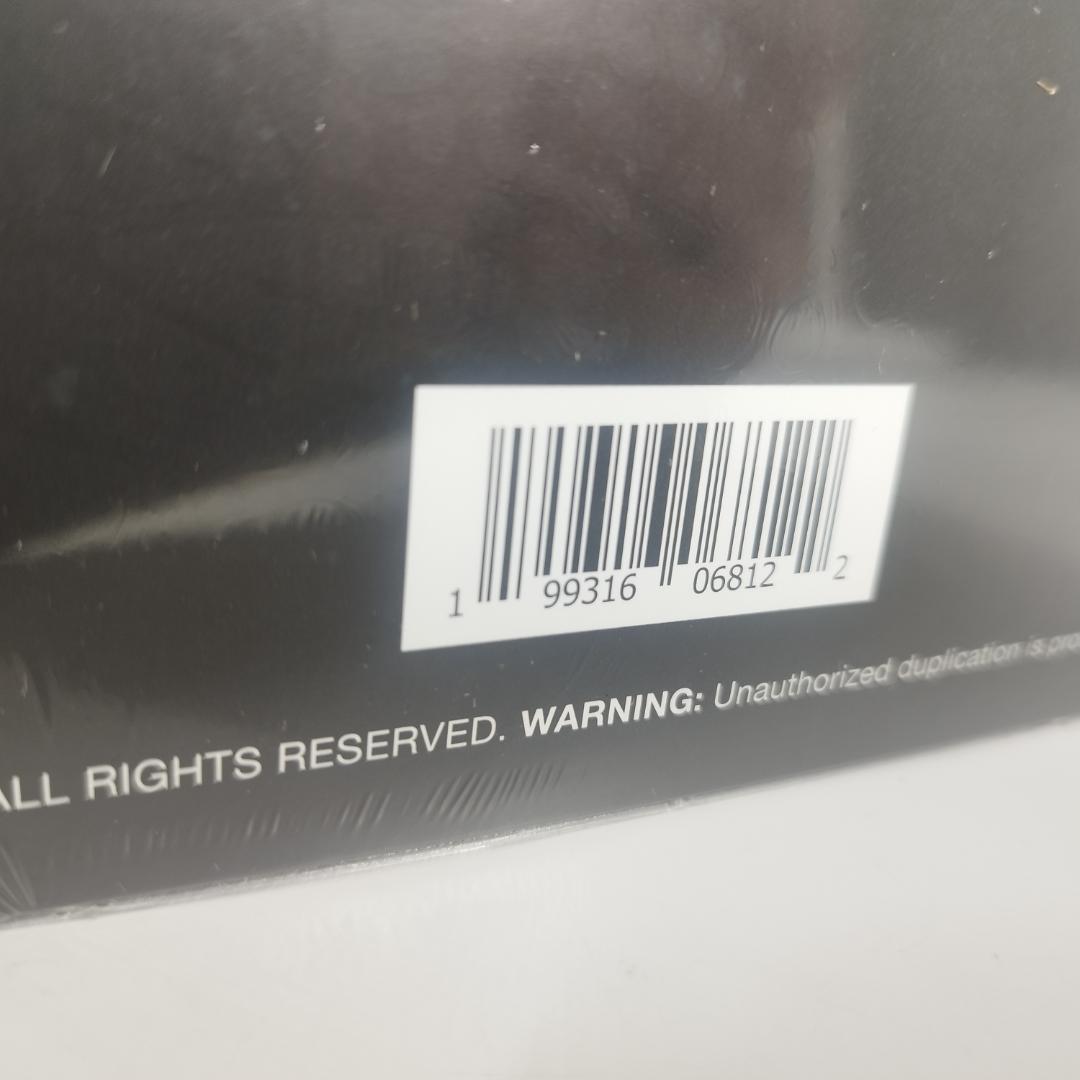 1 99316 06812 2
ALL RIGHTS RESERVED. WARNING: Unauthorized duplication is